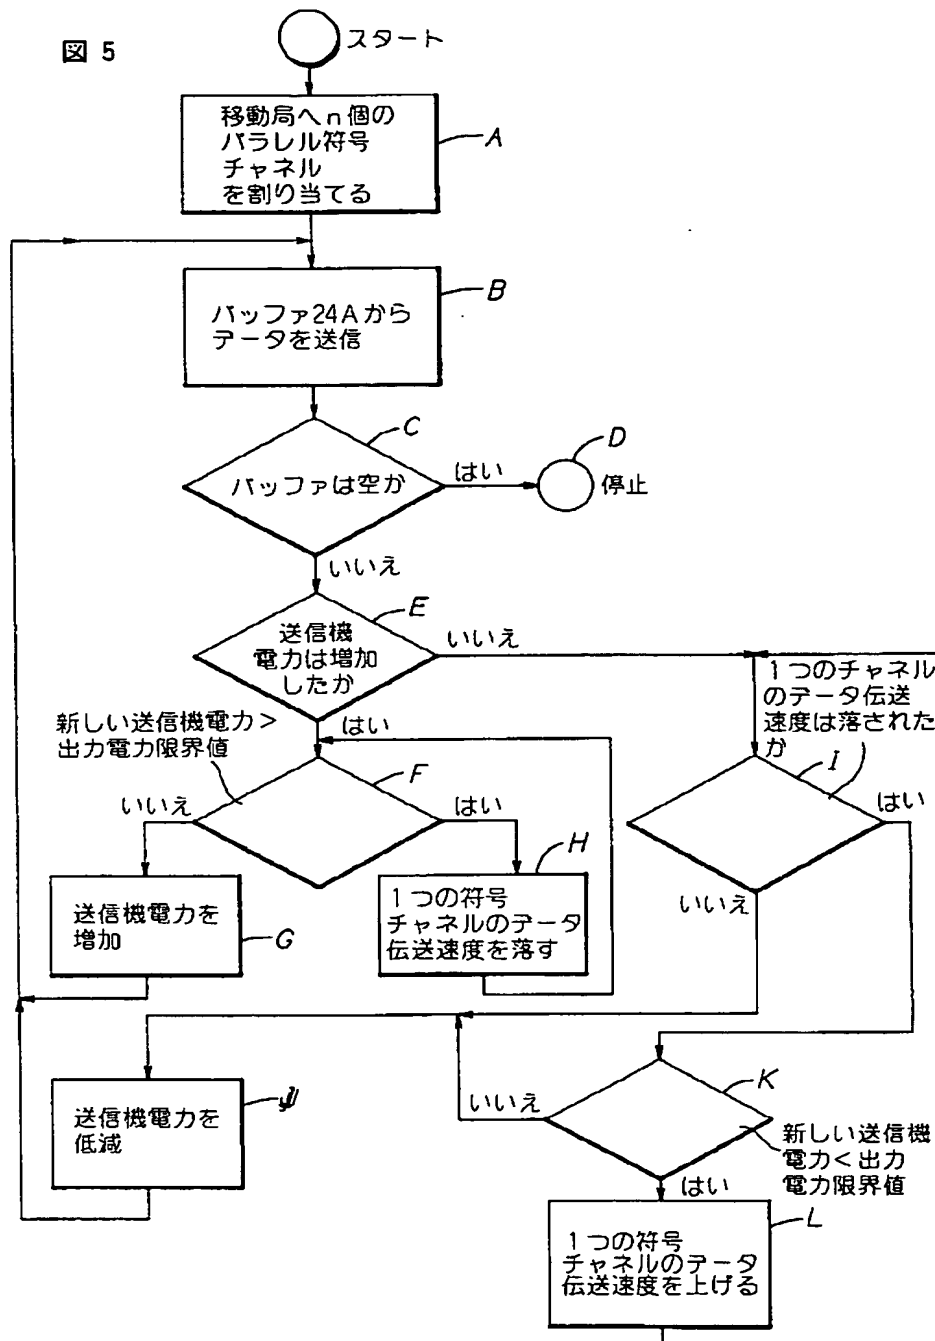 図 5
スタート
移動局へn個の
パラレル符号
チャネル
を割り当てる
A
バッファ24Aから
データを送信
B
バッファは空か
C
はい
D
停止
いいえ
送信機
電力は増加
したか
E
いいえ
はい
新しい送信機電力>
出力電力限界値
F
いいえ
はい
1つのチャネル
のデータ伝送
速度は落された
か
I
はい
いいえ
送信機電力を
増加
G
1つの符号
チャネルのデータ
伝送速度を落す
H
送信機電力を
低減
J
K
いいえ
新しい送信機
電力<出力
電力限界値
はい
1つの符号
チャネルのデータ
伝送速度を上げる
L